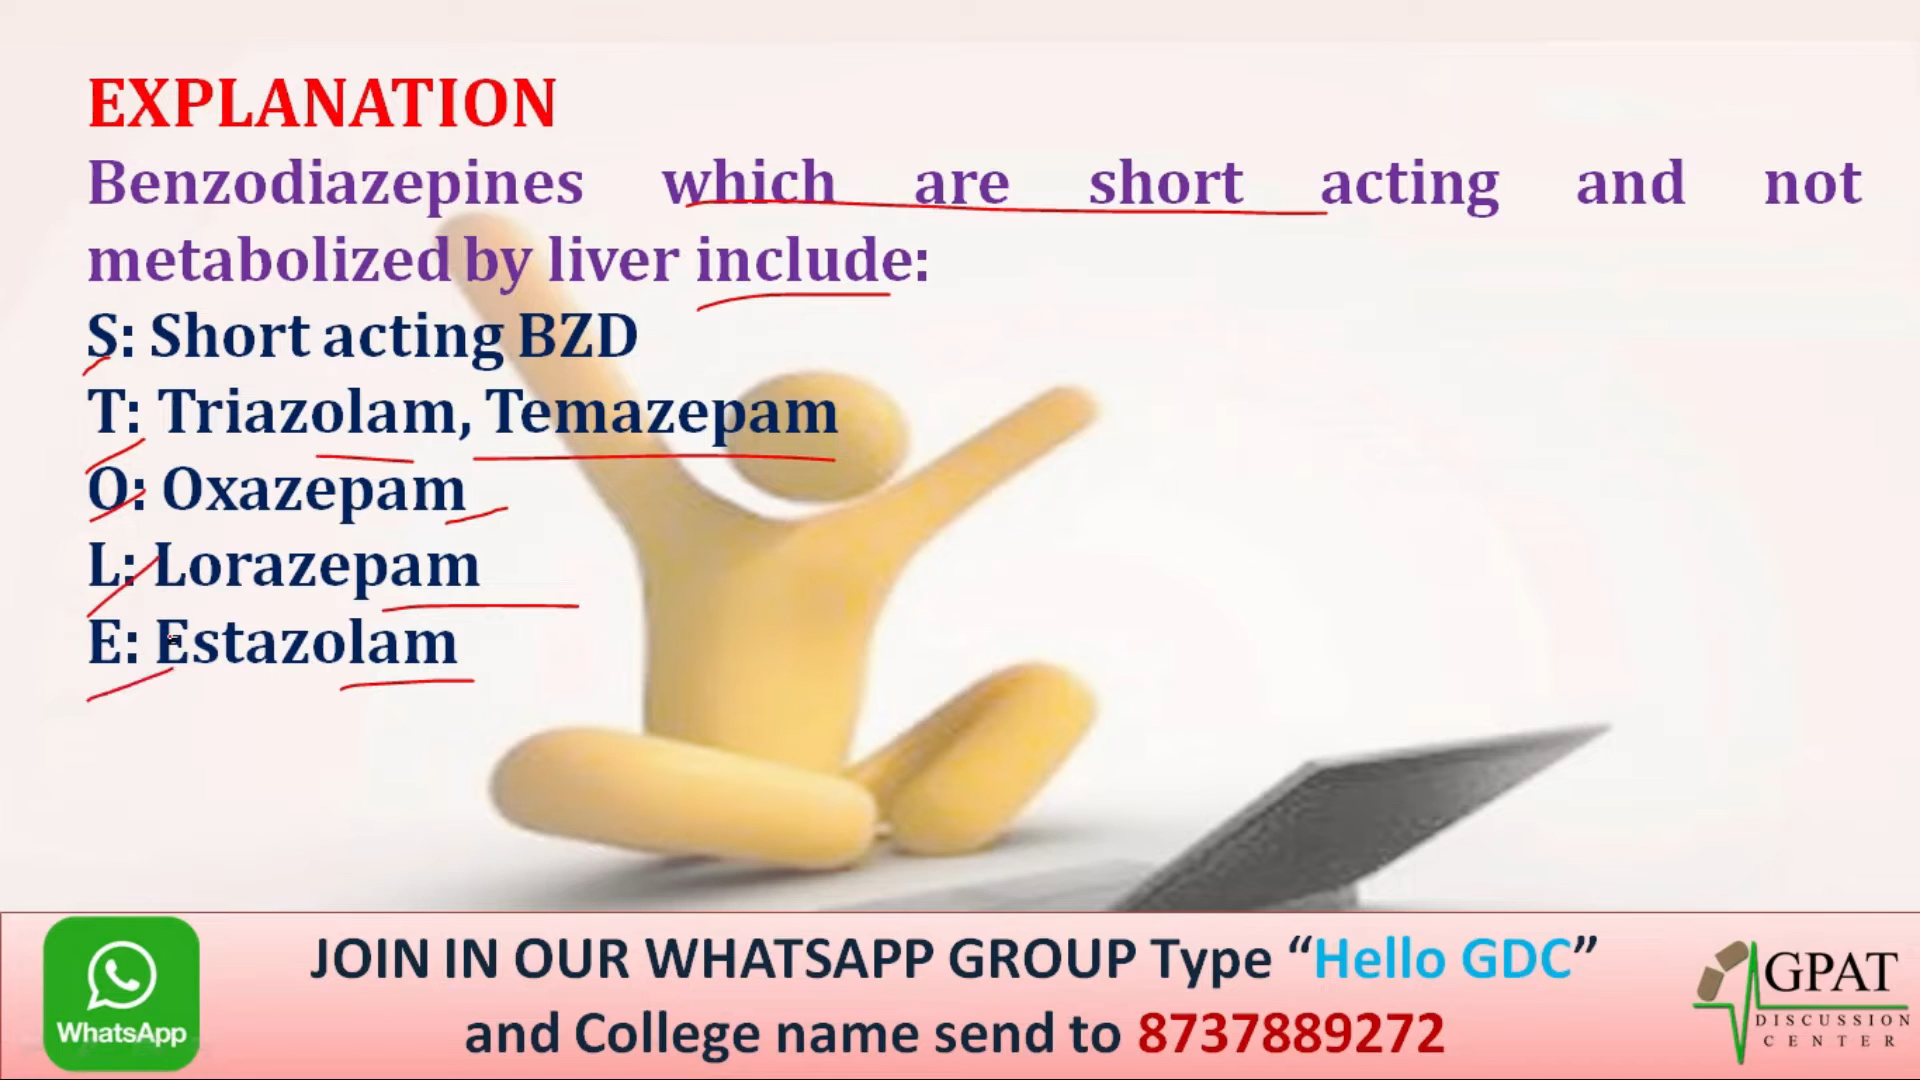 EXPLANATION
Benzodiazepines which are short acting and not
metabolized by liver include:
S: Short acting BZD
T: Triazolam, Temazepam
O: Oxazepam
L: Lorazepam
E: Estazolam
JOIN IN OUR WHATSAPP GROUP Type “Hello GDC”
and College name send to 8737889272
WhatsApp
GPAT
DISCUSSION
CENTER